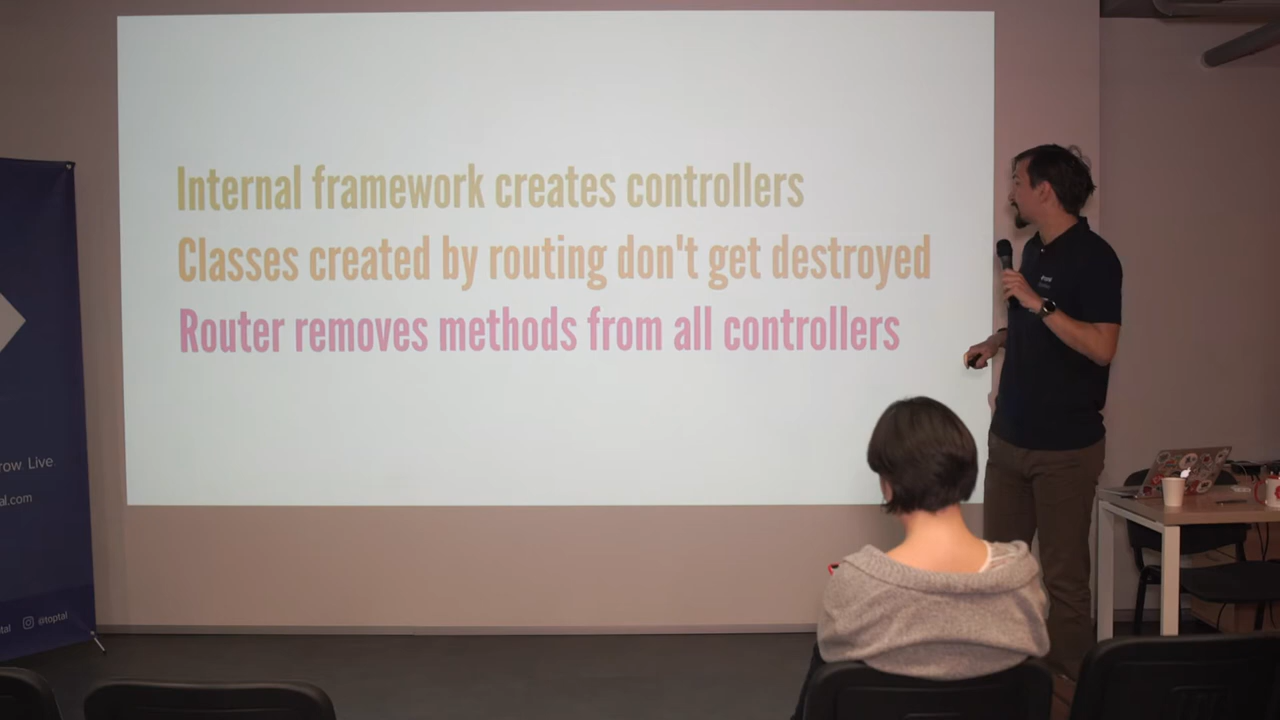 Internal framework creates controllers
Classes created by routing don't get destroyed
Router removes methods from all controllers
row Live
al.com
tal @toptal